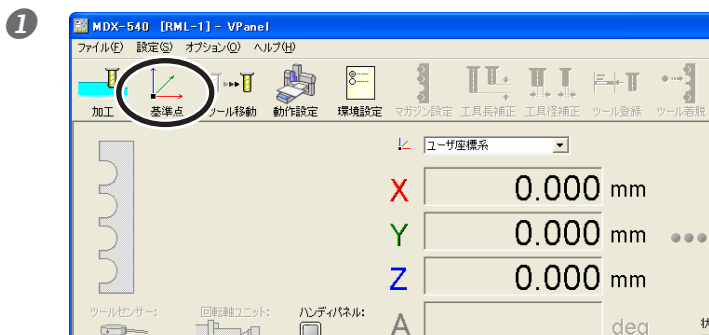 1
MDX-540 [RML-1] - VPanel
ファイル(F) 設定(S) オプション(O) ヘルプ(H)
加工 基準点 ツール移動 動作設定 環境設定 マガジン設定 工具長補正 工具径補正 ツール登録 ツール着脱
ユーザ座標系
X 0.000 mm
Y 0.000 mm
Z 0.000 mm
ツールセンサー: 回転軸ユニット: ハンディパネル:
A deg